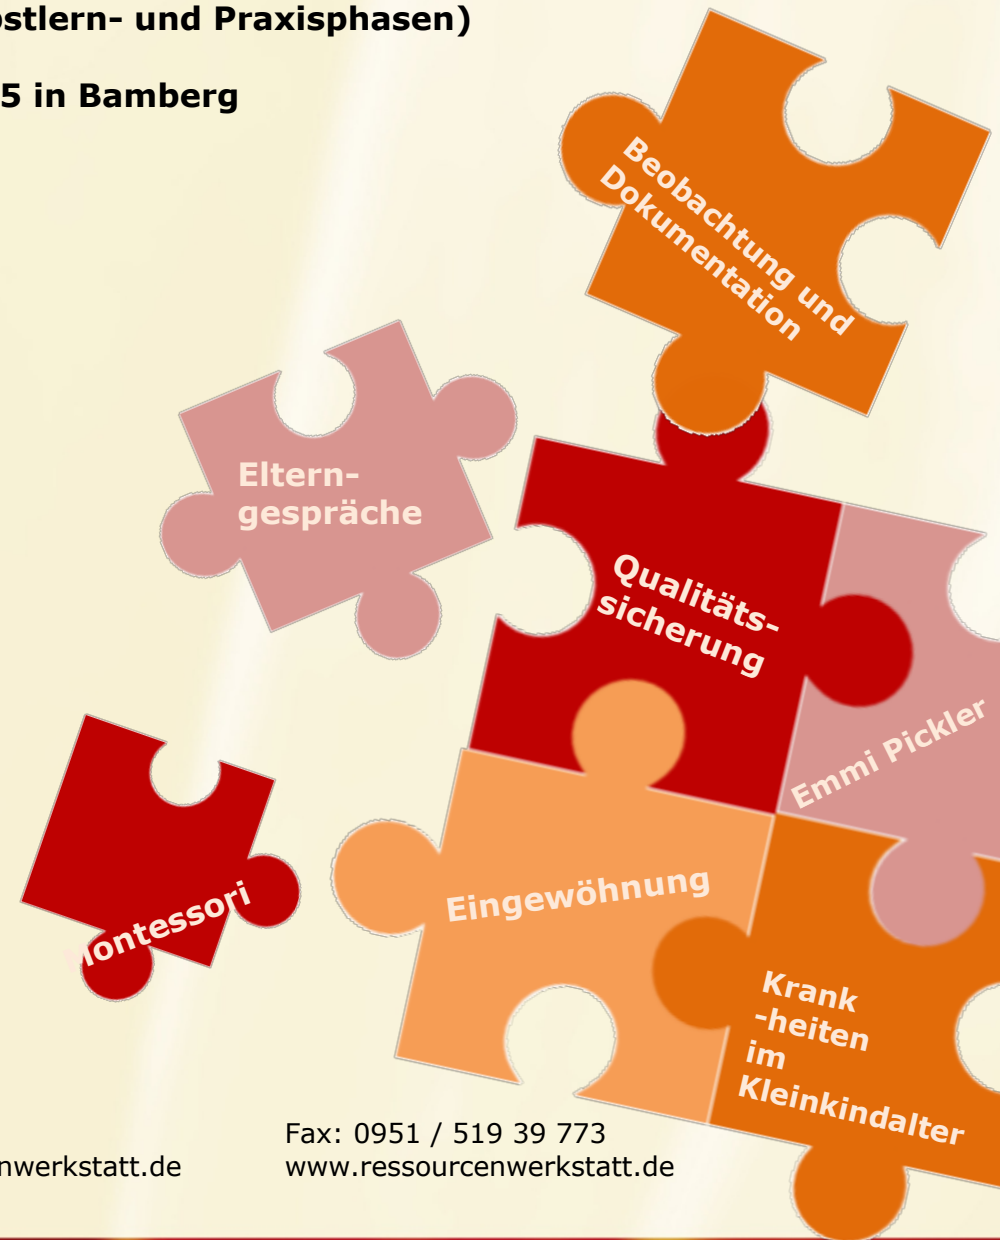 ostlern- und Praxisphasen)
5 in Bamberg
Beobachtung und
Dokumentation
Eltern-
gespräche
Qualitäts-
sicherung
Emmi Pickler
Montessori
Eingewöhnung
Krank
-heiten
im
Kleinkindalter
Fax: 0951 / 519 39 773
nwerkstatt.de
www.ressourcenwerkstatt.de